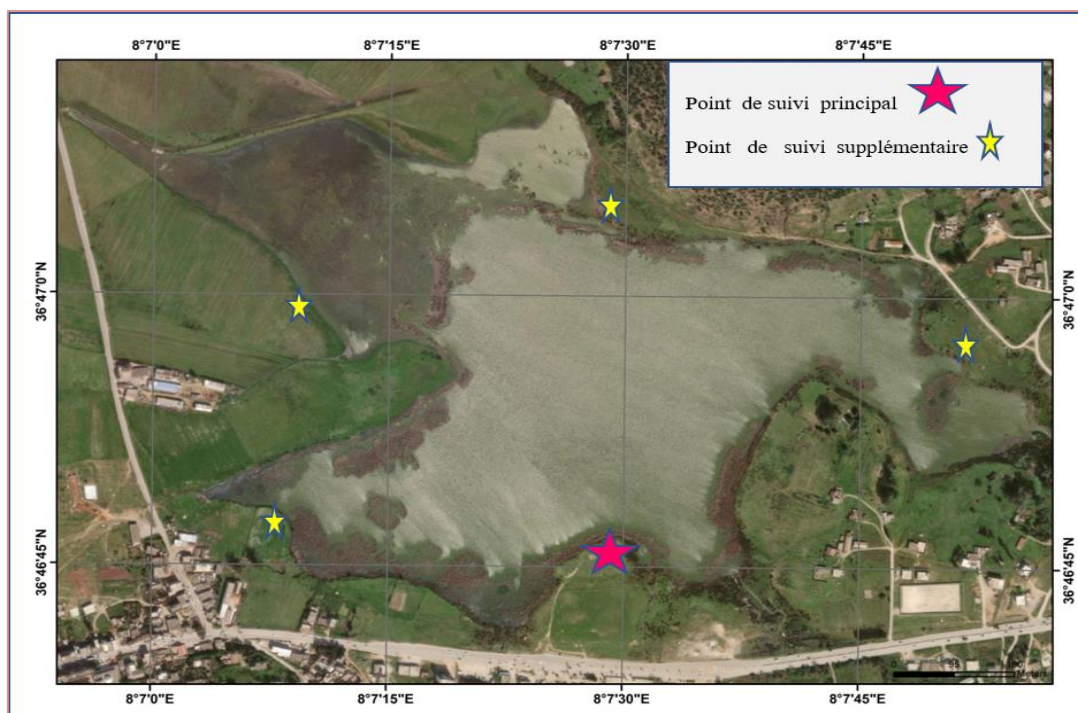 8°7'0"E 8°7'15"E 8°7'30"E 8°7'45"E
Point de suivi principal
Point de suivi supplémentaire
36°47'0"N 36°47'0"N
36°46'45"N 36°46'45"N
Meters
8°7'0"E 8°7'15"E 8°7'30"E 8°7'45"E